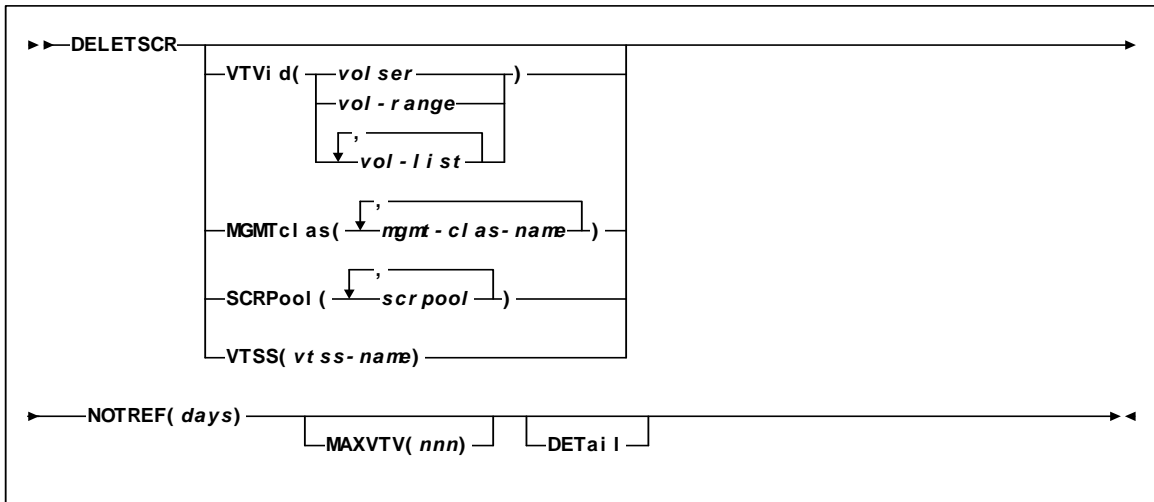 DELETSCR
VTVid( volser )
vol-range
,
vol-list
,
MGMTclas( mgmt-clas-name )
,
SCRPool( scrpool )
VTSS( vtss-name)
NOTREF( days)
MAXVTV( nnn) DETail